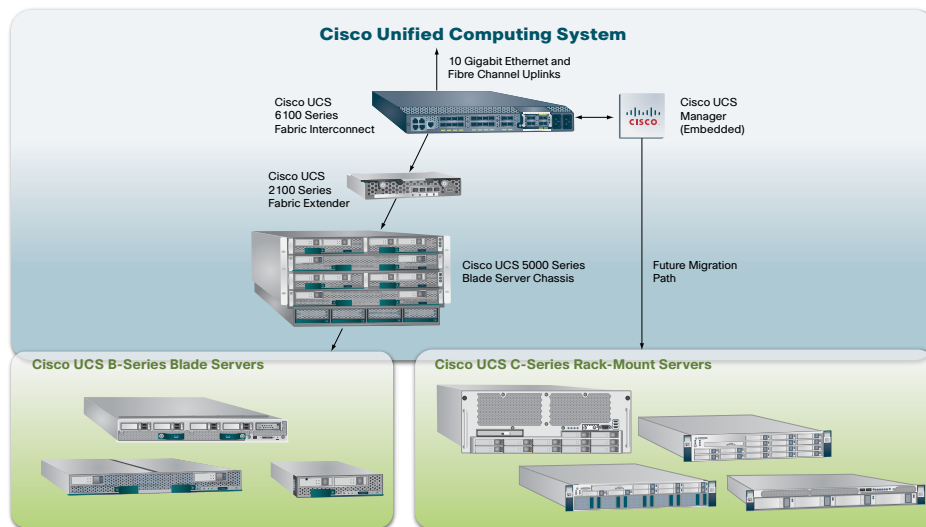 Cisco Unified Computing System
10 Gigabit Ethernet and
Fibre Channel Uplinks
Cisco UCS
6100 Series
Fabric Interconnect
CISCO
Cisco UCS
Manager
(Embedded)
Cisco UCS
2100 Series
Fabric Extender
Cisco UCS 5000 Series
Blade Server Chassis
Future Migration
Path
Cisco UCS B-Series Blade Servers
Cisco UCS C-Series Rack-Mount Servers